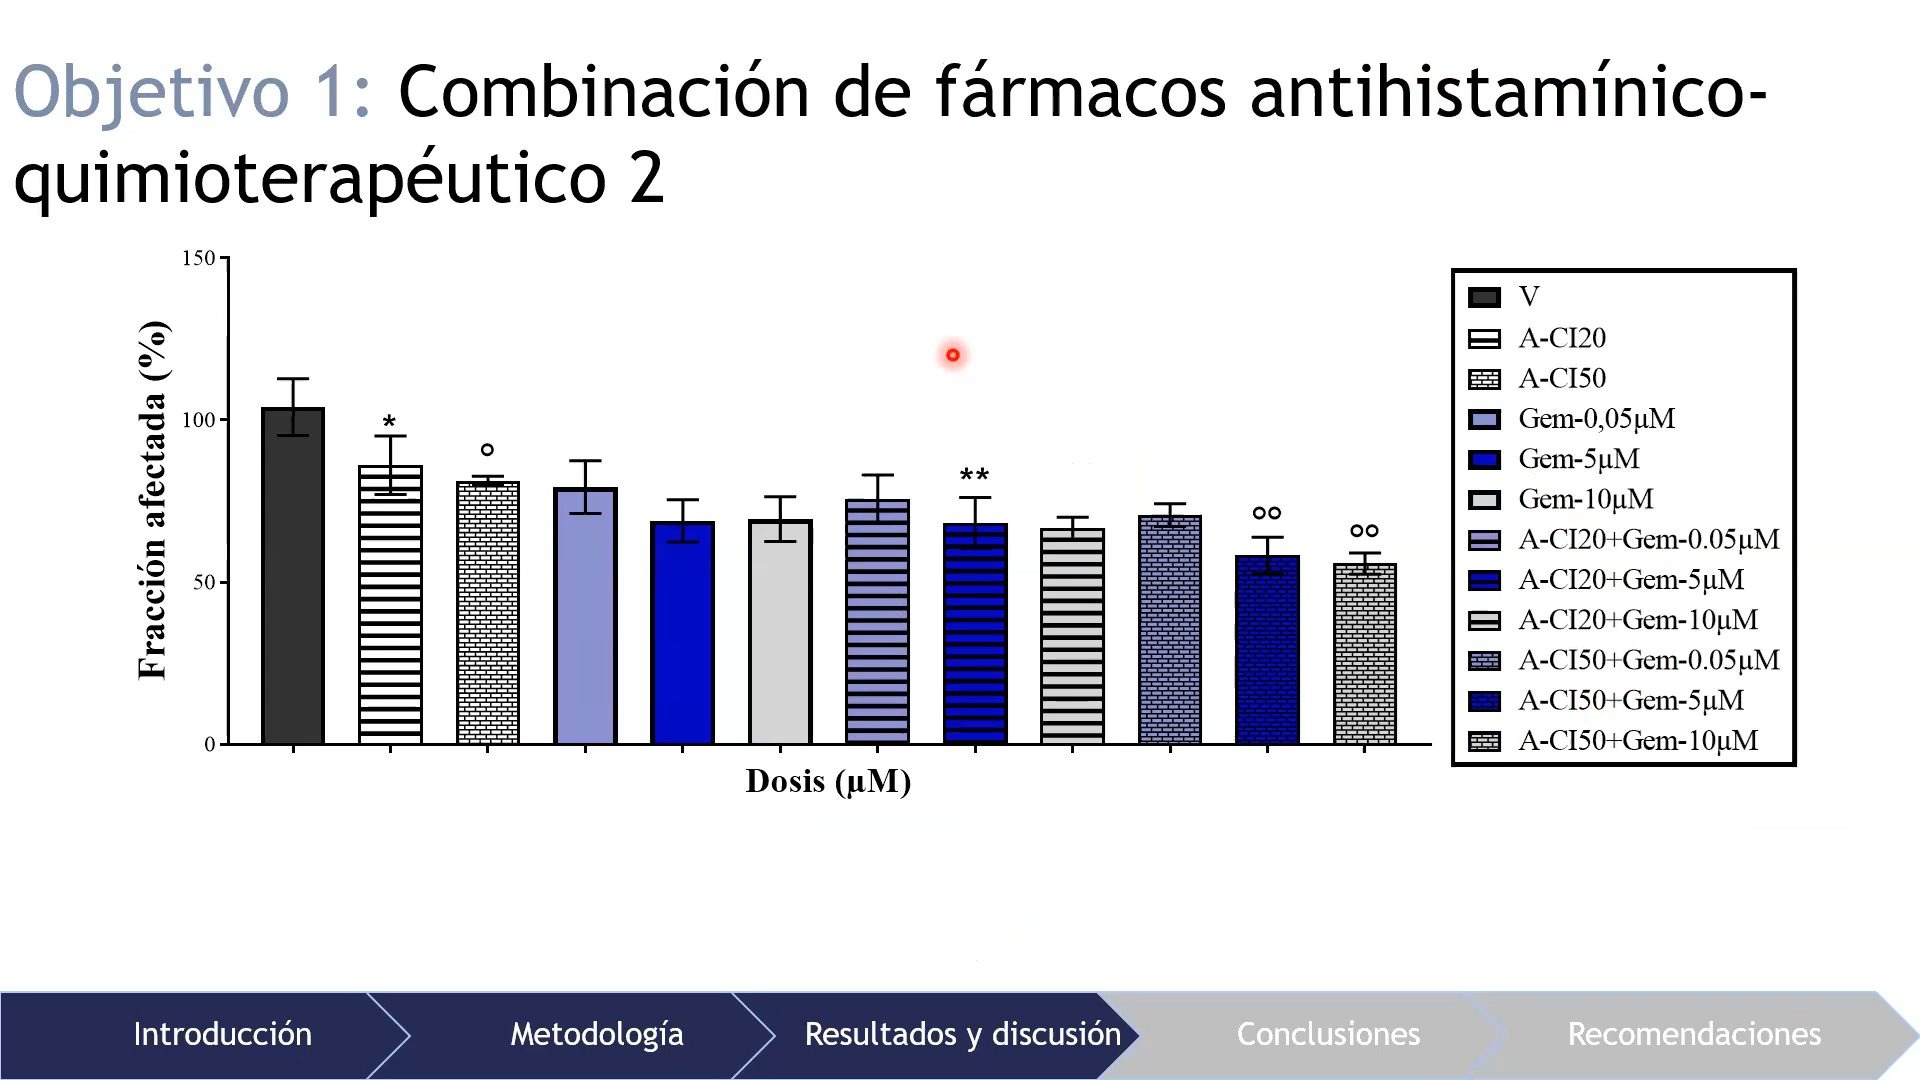 Objetivo 1: Combinación de fármacos antihistamínico-
quimioterapéutico 2
150
100
50
0
Fracción afectada (%)
*
°
**
°°
°°
Dosis (µM)
V
A-CI20
A-CI50
Gem-0,05µM
Gem-5µM
Gem-10µM
A-CI20+Gem-0.05µM
A-CI20+Gem-5µM
A-CI20+Gem-10µM
A-CI50+Gem-0.05µM
A-CI50+Gem-5µM
A-CI50+Gem-10µM
Introducción
Metodología
Resultados y discusión
Conclusiones
Recomendaciones